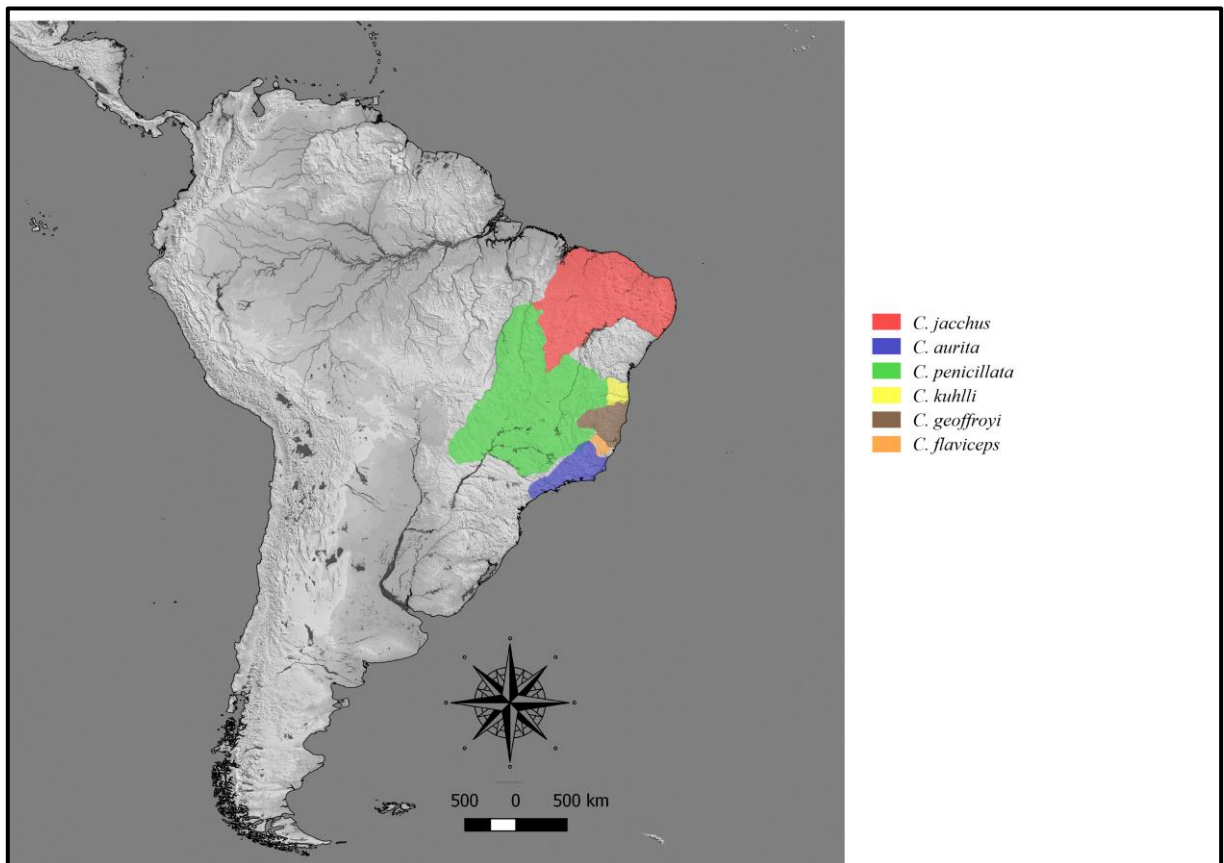 C. jacchus
C. aurita
C. penicillata
C. kuhlli
C. geoffroyi
C. flaviceps
500 0 500 km